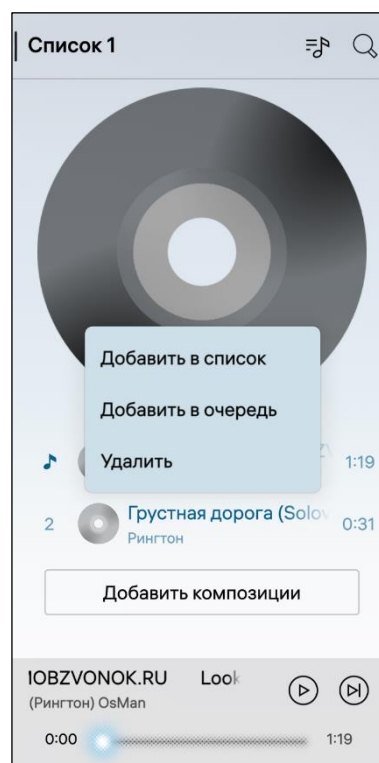 Список 1
Добавить в список
Добавить в очередь
Удалить
1:19
2 Грустная дорога (Solov 0:31
Рингтон
Добавить композиции
IOBZVONOK.RU Look
(Рингтон) OsMan
0:00 1:19